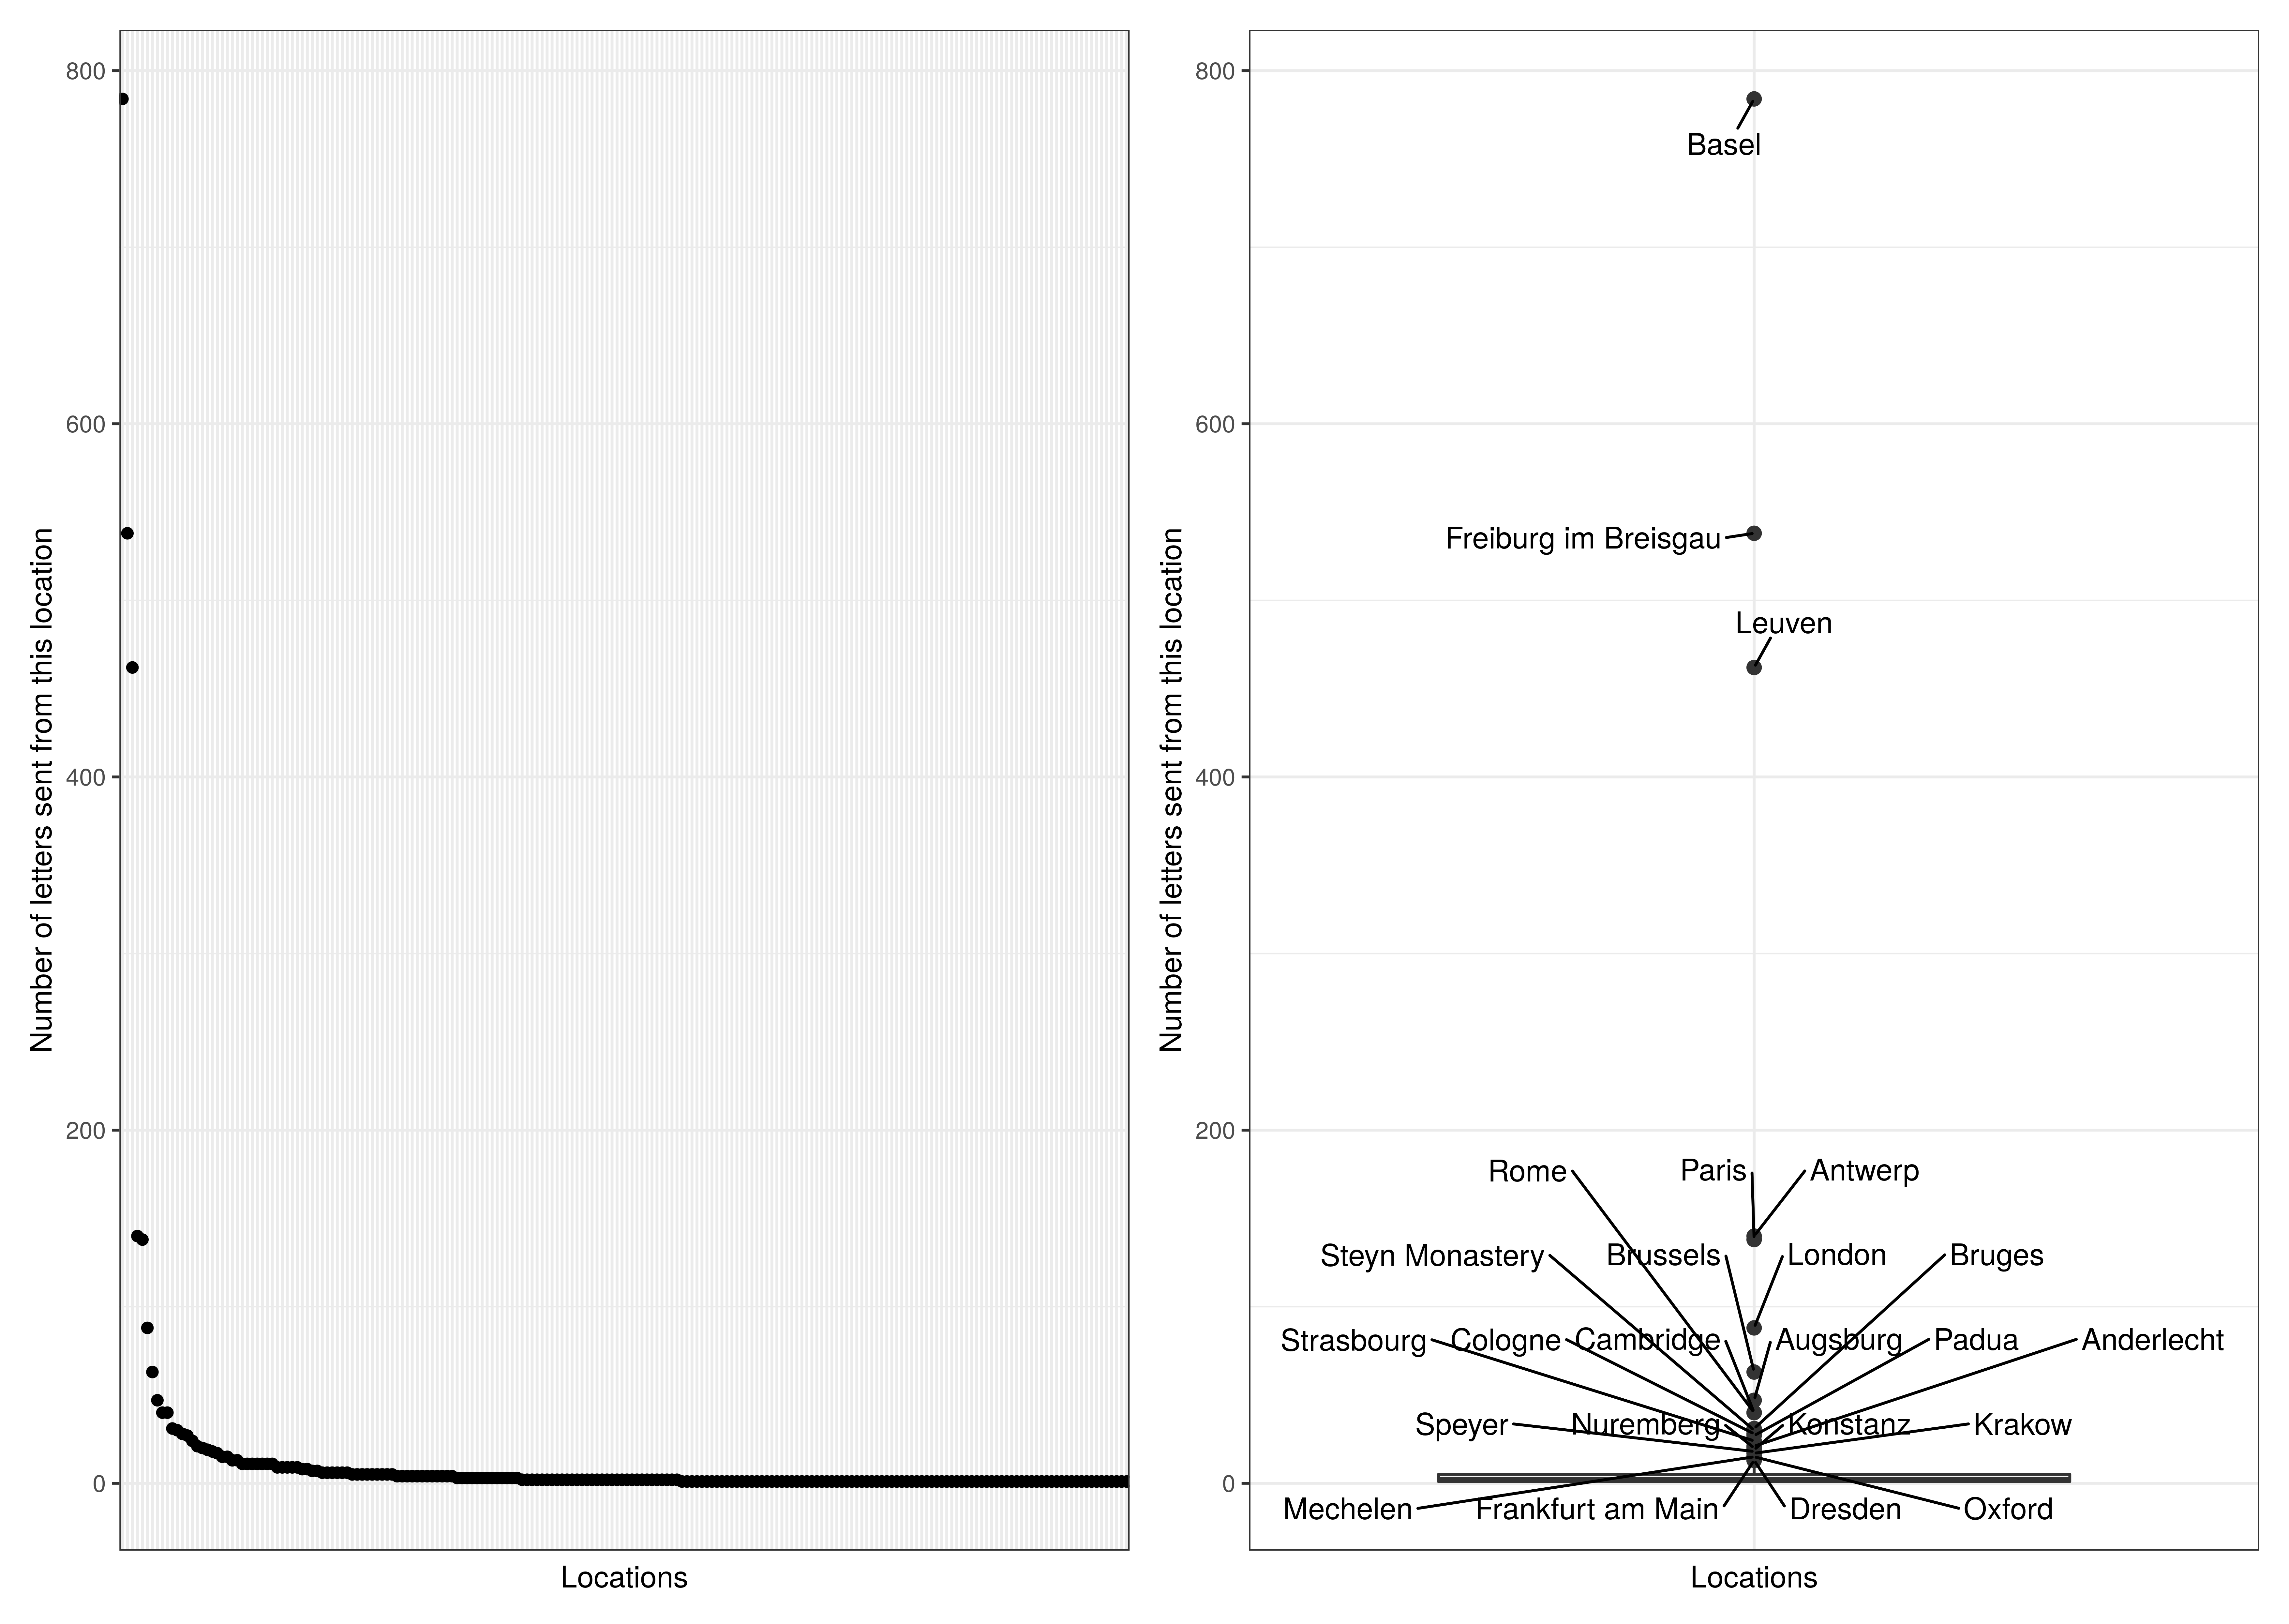 800
600
400
200
0
Number of letters sent from this location
Locations
800
600
400
200
0
Number of letters sent from this location
Basel
Freiburg im Breisgau
Leuven
Rome
Paris
Antwerp
Steyn Monastery
Brussels
London
Bruges
Strasbourg
Cologne
Cambridge
Augsburg
Padua
Anderlecht
Speyer
Nuremberg
Konstanz
Krakow
Mechelen
Frankfurt am Main
Dresden
Oxford
Locations